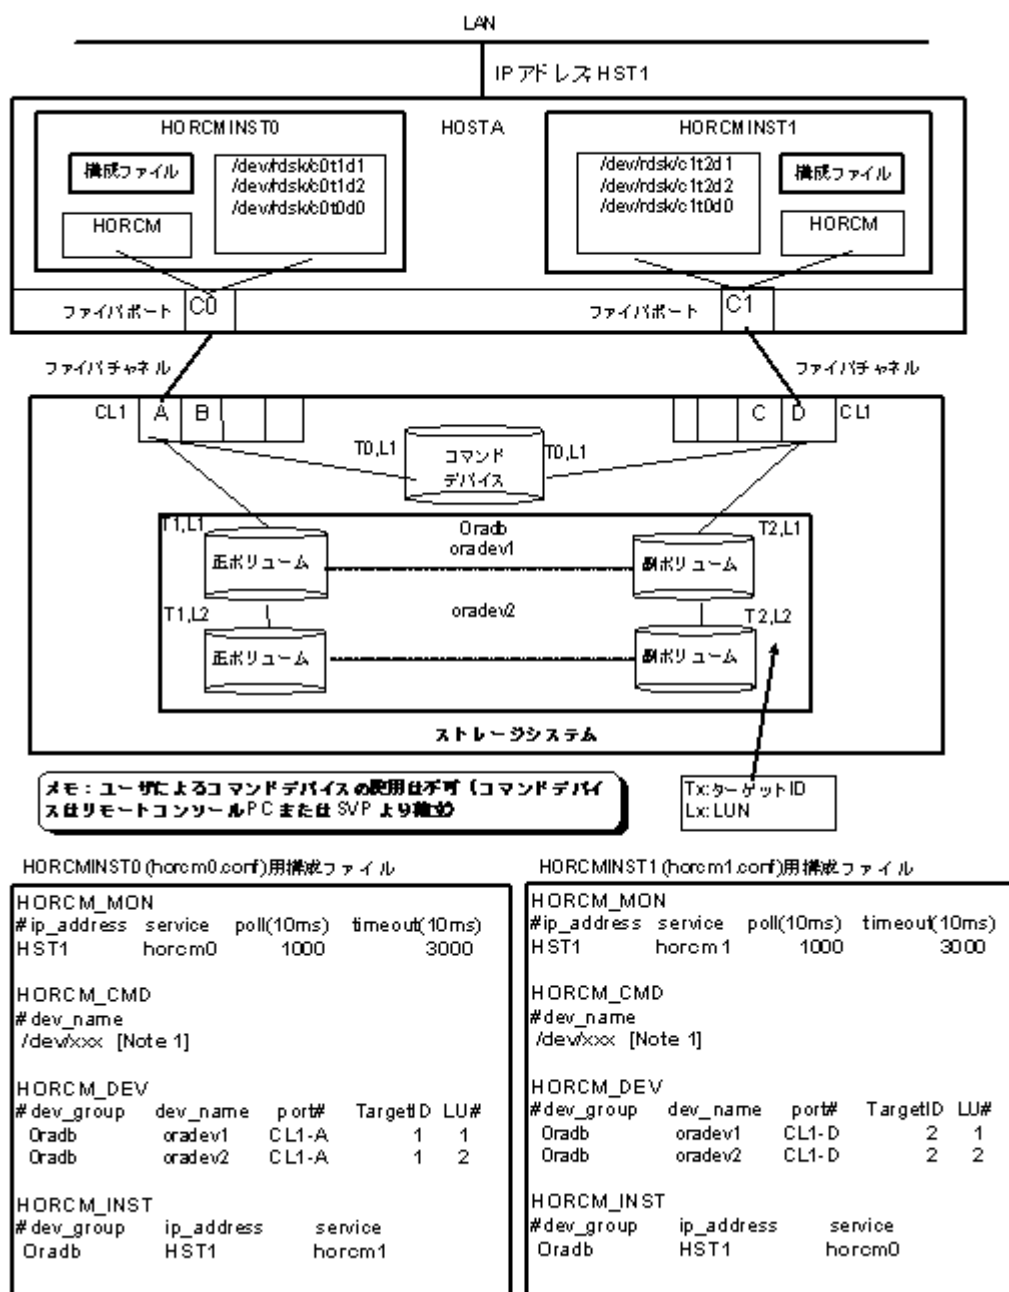 LAN
IPアドレス:HST1
HORCMINST0
HOSTA
HORCMINST1
構成ファイル
/dev/rdsk/c0t1d1
/dev/rdsk/c0t1d2
/dev/rdsk/c0t0d0
HORCM
/dev/rdsk/c1t2d1
/dev/rdsk/c1t2d2
/dev/rdsk/c1t0d0
構成ファイル
HORCM
ファイバポート
C0
ファイバポート
C1
ファイバチャネル
ファイバチャネル
CL1
A
B
C
D
CL1
T0,L1
コマンド
デバイス
T0,L1
T1,L1
Oradb
oradev1
T2,L1
正ボリューム
副ボリューム
T1,L2
oradev2
T2,L2
正ボリューム
副ボリューム
ストレージシステム
メモ：ユーザによるコマンドデバイスの使用は不可（コマンドデバイ
スはリモートコンソールPCまたはSVPより
Tx:ターゲットID
Lx:LUN
HORCMINST0(horcm0.conf)用構成ファイル
HORCM_MON
#ip_address service poll(10ms) timeout(10ms)
HST1 horcm0 1000 3000
HORCM_CMD
#dev_name
/dev/xxx [Note 1]
HORCM_DEV
#dev_group dev_name port# TargetID LU#
Oradb oradev1 CL1-A 1 1
Oradb oradev2 CL1-A 1 2
HORCM_INST
#dev_group ip_address service
Oradb HST1 horcm1
HORCMINST1(horcm1.conf)用構成ファイル
HORCM_MON
#ip_address service poll(10ms) timeout(10ms)
HST1 horcm1 1000 3000
HORCM_CMD
#dev_name
/dev/xxx [Note 1]
HORCM_DEV
#dev_group dev_name port# TargetID LU#
Oradb oradev1 CL1-D 2 1
Oradb oradev2 CL1-D 2 2
HORCM_INST
#dev_group ip_address service
Oradb HST1 horcm0